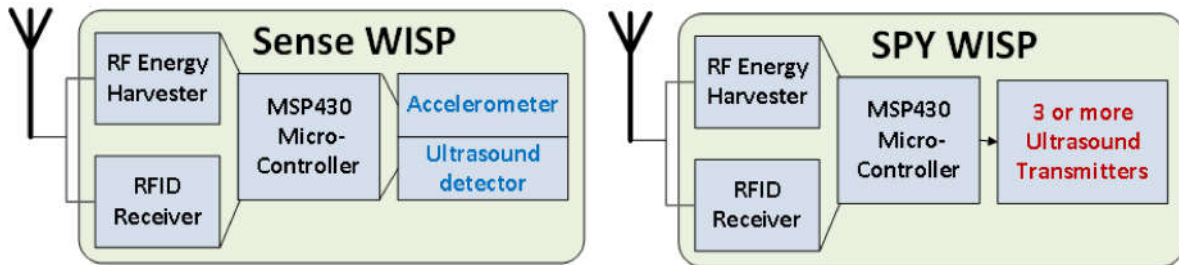 Sense WISP
RF Energy
Harvester
RFID
Receiver
MSP430
Micro-
Controller
Accelerometer
Ultrasound
detector
SPY WISP
RF Energy
Harvester
RFID
Receiver
MSP430
Micro-
Controller
3 or more
Ultrasound
Transmitters